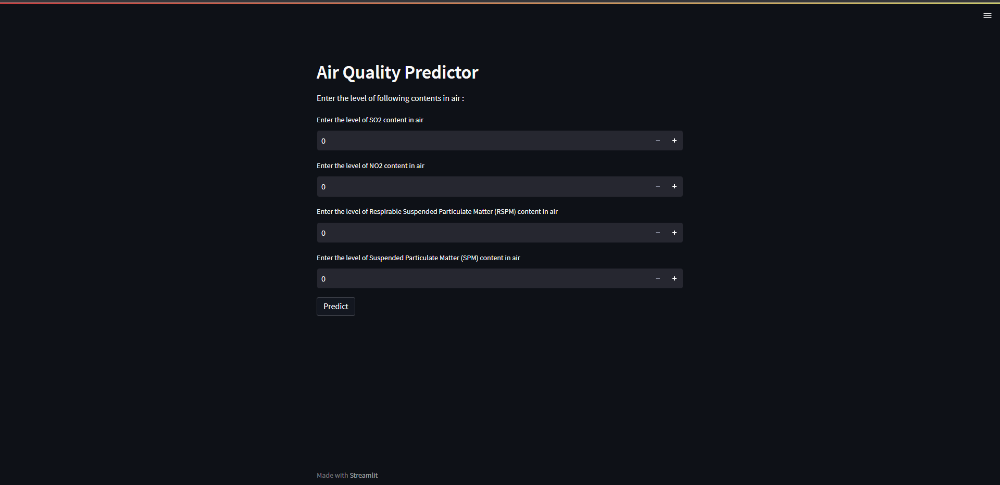 Air Quality Predictor
Enter the level of following contents in air :
Enter the level of SO2 content in air
0
Enter the level of NO2 content in air
0
Enter the level of Respirable Suspended Particulate Matter (RSPM) content in air
0
Enter the level of Suspended Particulate Matter (SPM) content in air
0
Predict
Made with Streamlit